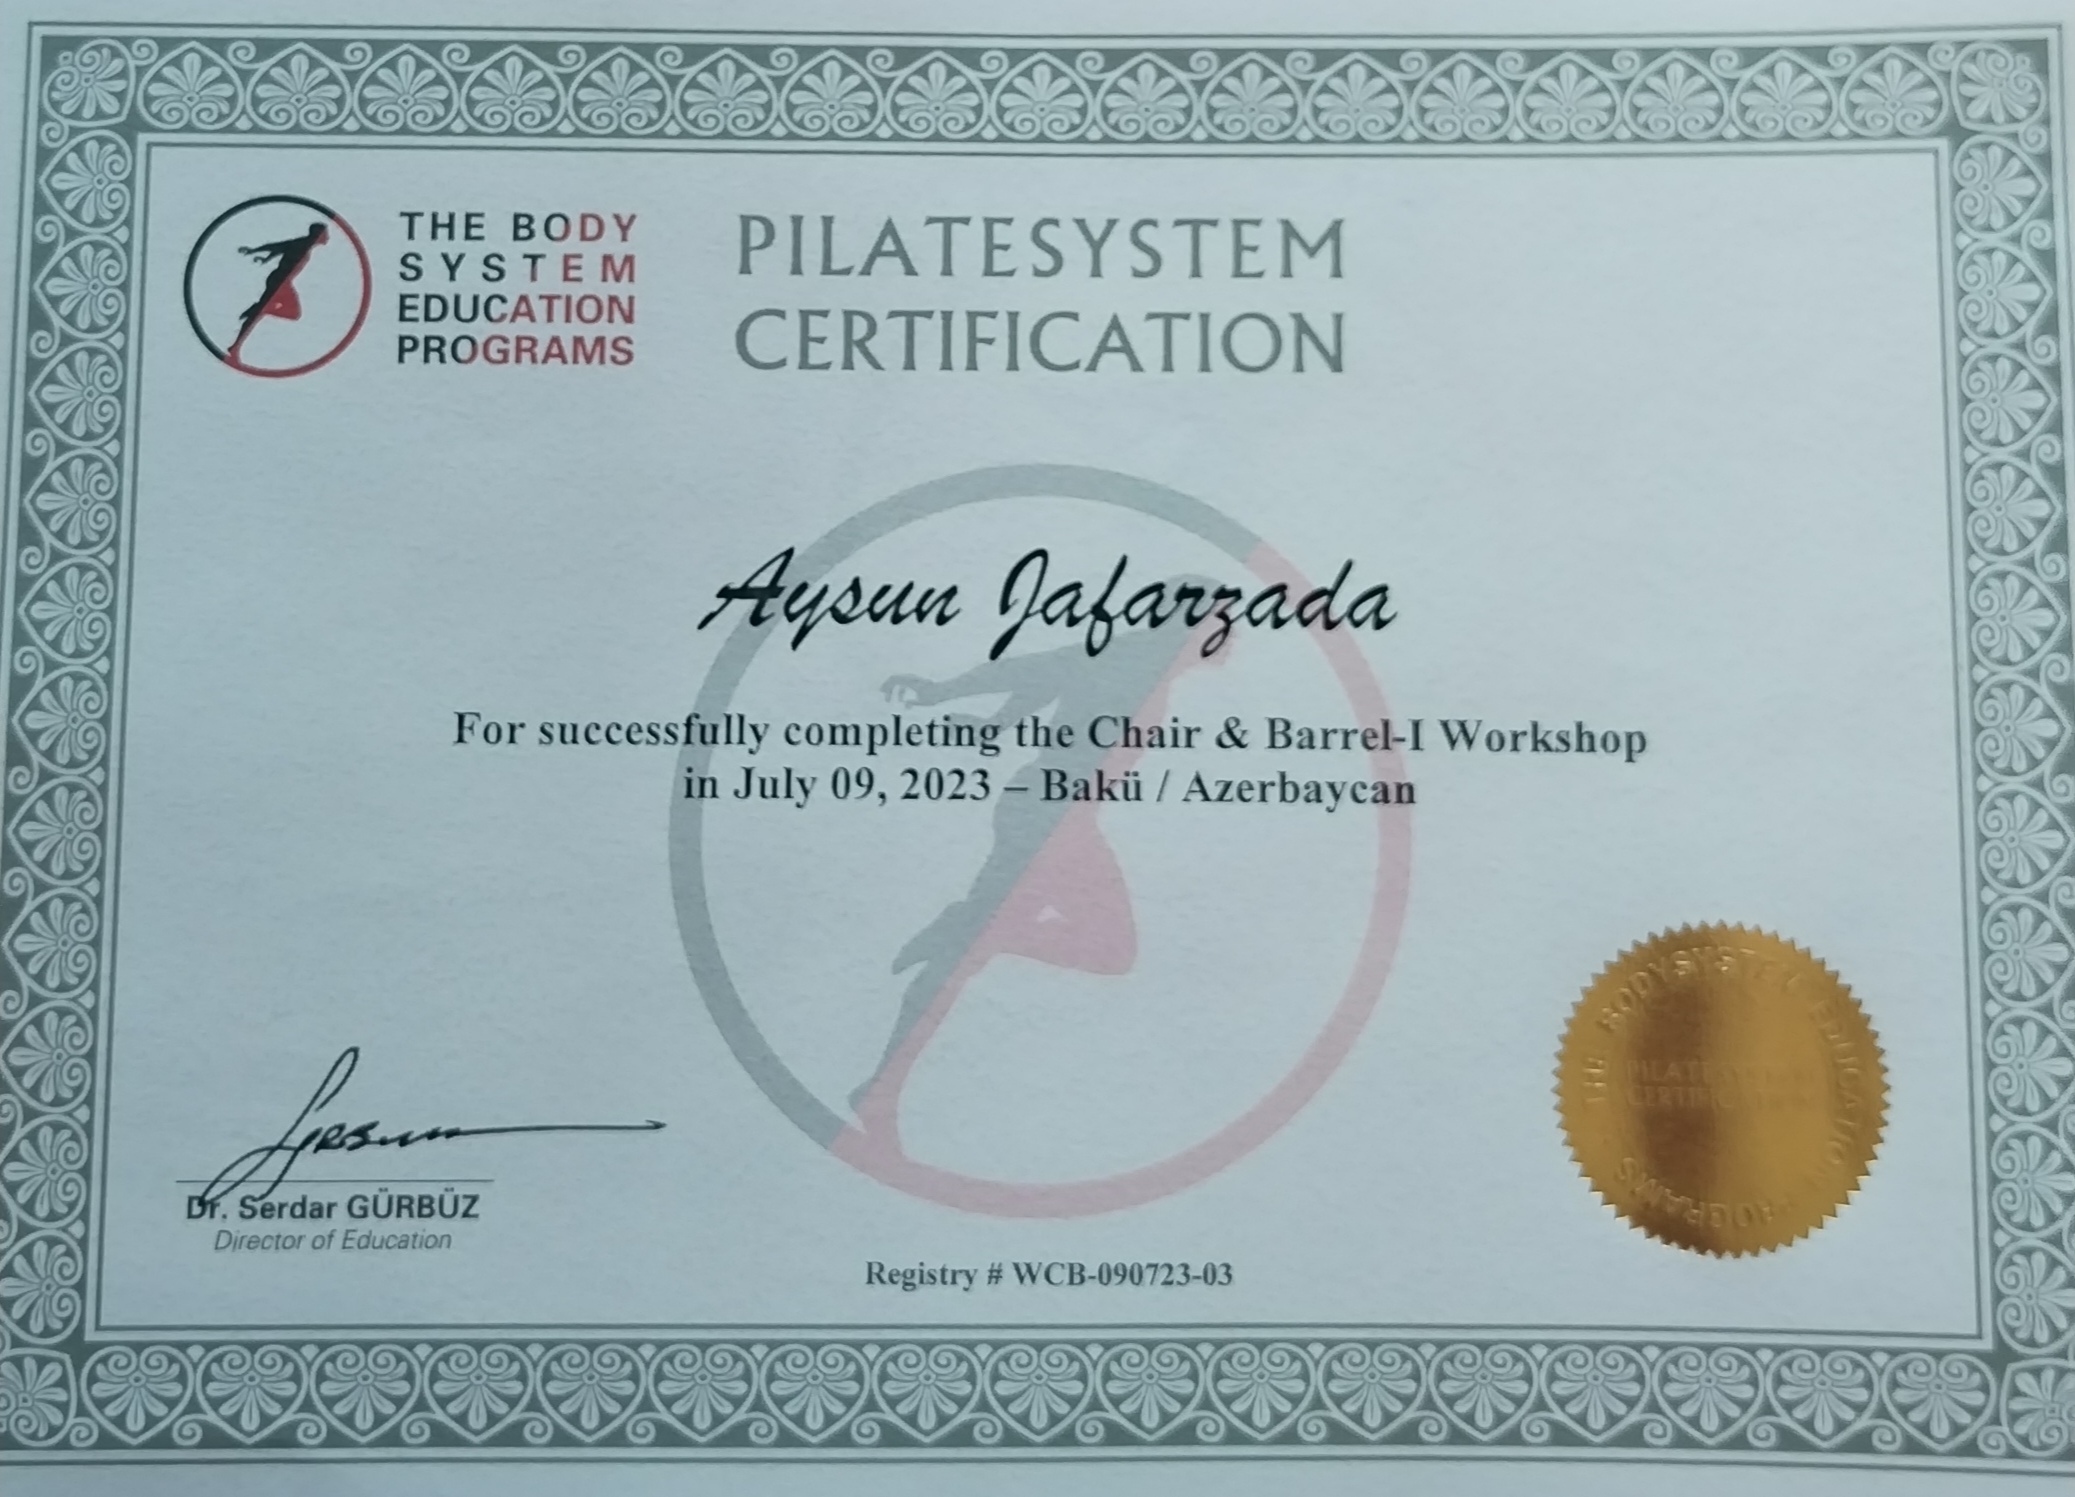 THE BODY
SYSTEM
EDUCATION
PROGRAMS
PILATESYSTEM
CERTIFICATION
Aysun Jafarzada
For successfully completing the Chair & Barrel-I Workshop
in July 09, 2023 – Bakü / Azerbaycan
Dr. Serdar GÜRBÜZ
Director of Education
Registry # WCB-090723-03
THE BODYSYSTEM EDUCATION PROGRAMS
PILATESYSTEM
CERTIFICATION